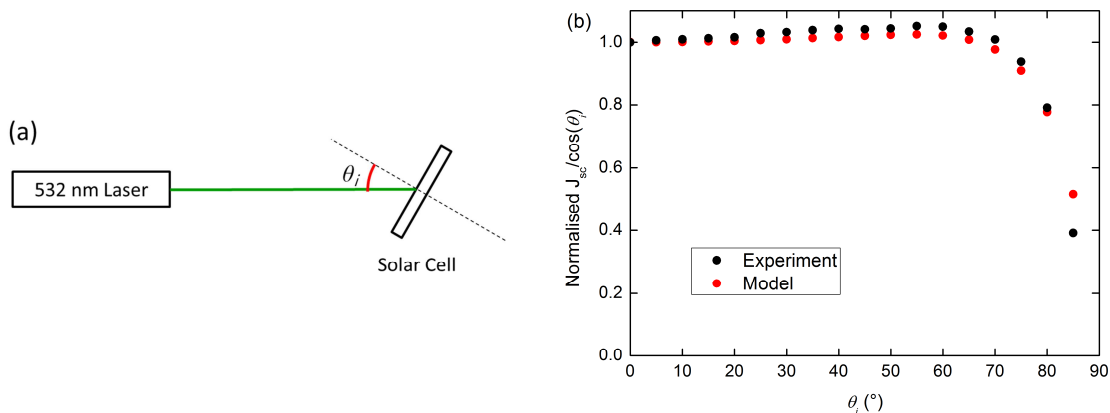 (a)
532 nm Laser
θi
Solar Cell
(b)
Normalised Jsc/cos(θi)
1.0
0.8
0.6
0.4
0.2
0.0
Experiment
Model
0 10 20 30 40 50 60 70 80 90
θi (°)